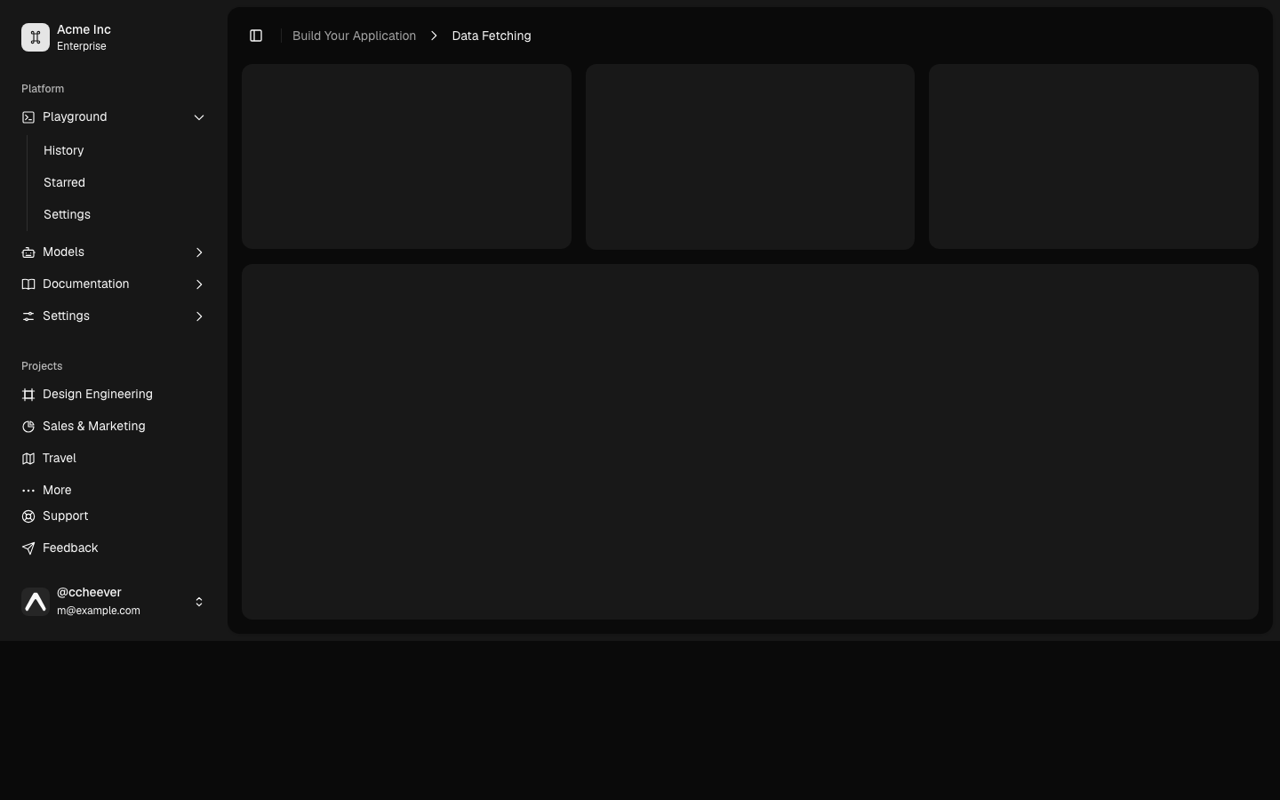 Acme Inc
Enterprise
Build Your Application
Data Fetching
Platform
Playground
History
Starred
Settings
Models
Documentation
Settings
Projects
Design Engineering
Sales & Marketing
Travel
More
Support
Feedback
@ccheever
m@example.com